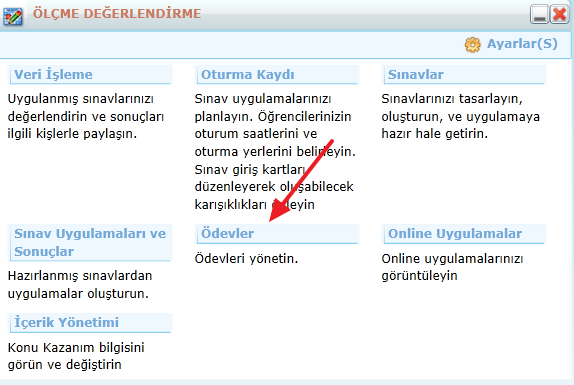 ÖLÇME DEĞERLENDİRME
Ayarlar(S)
Veri İşleme
Uygulanmış sınavlarınızı
değerlendirin ve sonuçları
ilgili kişlerle paylaşın.
Oturma Kaydı
Sınav uygulamalarınızı
planlayın. Öğrencilerinizin
oturum saatlerini ve
oturma yerlerini belirleyin.
Sınav giriş kartları
düzenleyerek oluşabilecek
karışıklıkları
Sınavlar
Sınavlarınızı tasarlayın,
oluşturun, ve uygulamaya
hazır hale getirin.
Sınav Uygulamaları ve
Sonuçlar
Hazırlanmış sınavlardan
uygulamalar oluşturun.
Ödevler
Ödevleri yönetin.
Online Uygulamalar
Online uygulamalarınızı
görüntüleyin
İçerik Yönetimi
Konu Kazanım bilgisini
görün ve değiştirin